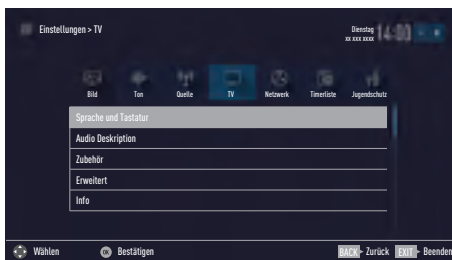 Einstellungen > TV
Dienstag
xx xxx xxxx
14:00
Bild Ton Quelle TV Netzwerk Timerliste Jugendschutz
Sprache und Tastatur
Audio Deskription
Zubehör
Erweitert
Info
Wählen OK Bestätigen BACK Zurück EXIT Beenden